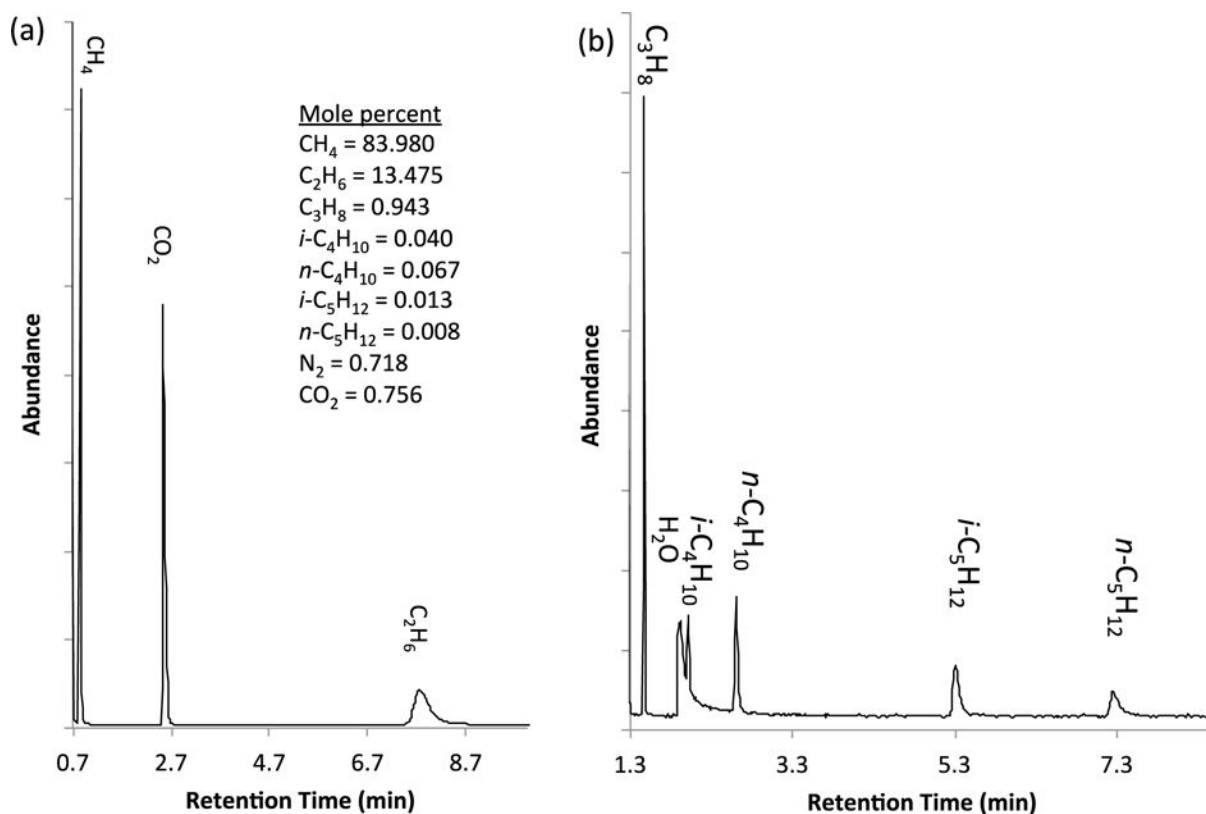 (a)
CH₄
CO₂
C₂H₆
Mole percent
CH₄ = 83.980
C₂H₆ = 13.475
C₃H₈ = 0.943
i-C₄H₁₀ = 0.040
n-C₄H₁₀ = 0.067
i-C₅H₁₂ = 0.013
n-C₅H₁₂ = 0.008
N₂ = 0.718
CO₂ = 0.756
Abundance
0.7 2.7 4.7 6.7 8.7
Retention Time (min)
(b)
C₃H₈
H₂O
i-C₄H₁₀
n-C₄H₁₀
i-C₅H₁₂
n-C₅H₁₂
Abundance
1.3 3.3 5.3 7.3
Retention Time (min)